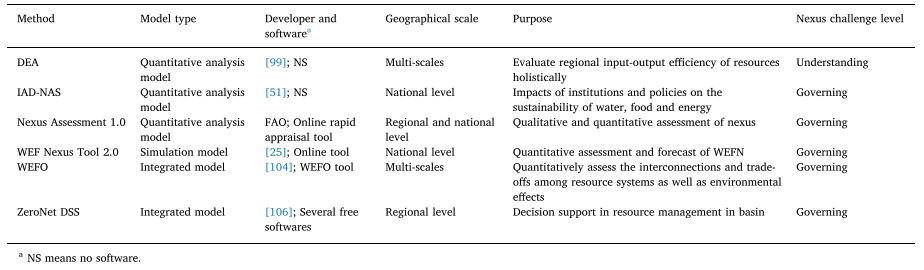 Method Model type Developer and Geographical scale Purpose Nexus challenge level
softwareᵃ
DEA Quantitative analysis [99]; NS Multi-scales Evaluate regional input-output efficiency of resources Understanding
model holistically
IAD-NAS Quantitative analysis [51]; NS National level Impacts of institutions and policies on the Governing
model sustainability of water, food and energy
Nexus Assessment 1.0 Quantitative analysis FAO; Online rapid Regional and national Qualitative and quantitative assessment of nexus Governing
model appraisal tool level
WEF Nexus Tool 2.0 Simulation model [25]; Online tool National level Quantitative assessment and forecast of WEFN Governing
WEFO Integrated model [104]; WEFO tool Multi-scales Quantitatively assess the interconnections and trade- Governing
offs among resource systems as well as environmental
effects
ZeroNet DSS Integrated model [106]; Several free Regional level Decision support in resource management in basin Governing
softwares
ᵃ NS means no software.